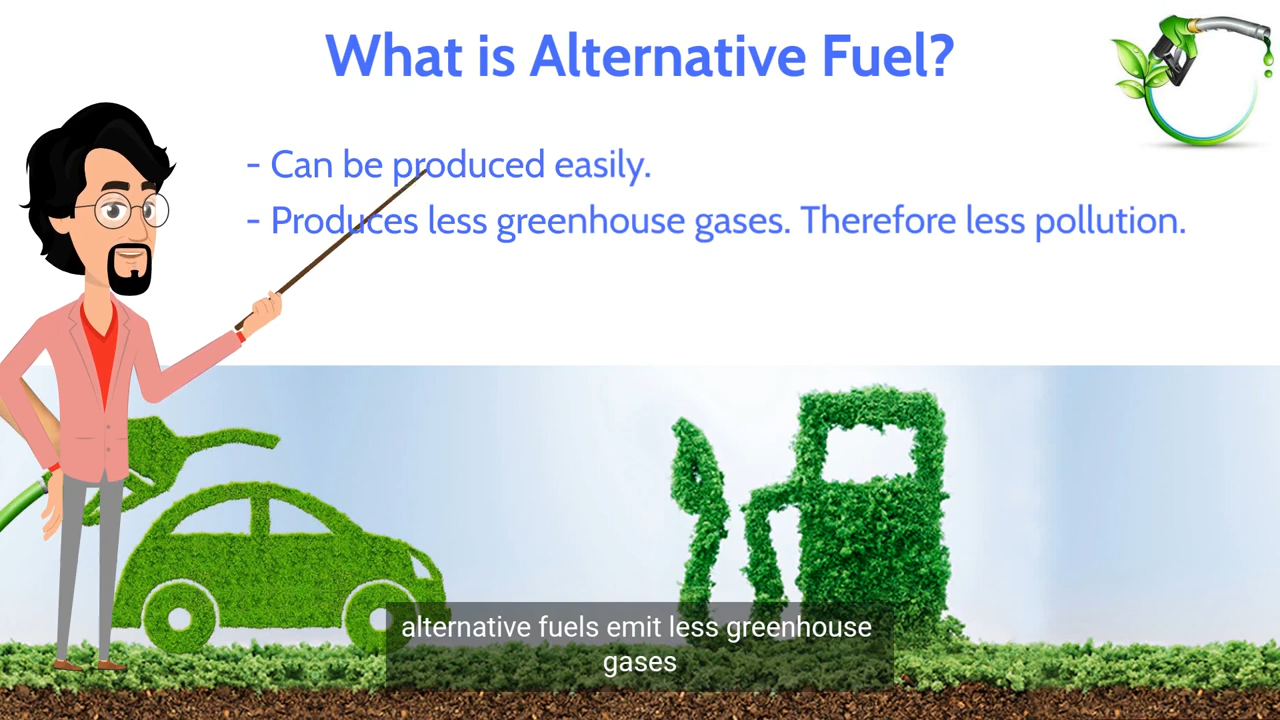 What is Alternative Fuel?
- Can be produced easily.
- Produces less greenhouse gases. Therefore less pollution.
alternative fuels emit less greenhouse
gases